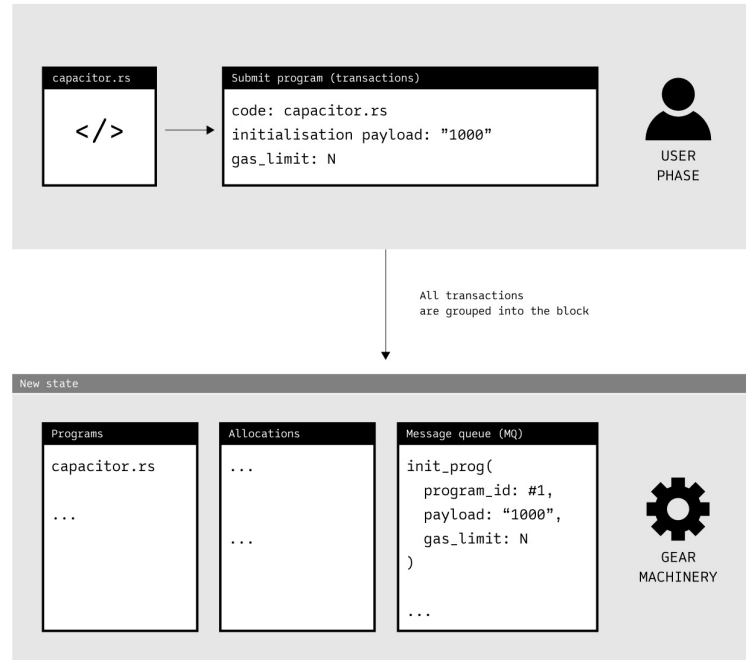 capacitor.rs
</>
Submit program (transactions)
code: capacitor.rs
initialisation payload: ”1000”
gas_limit: N
USER
PHASE
All transactions
are grouped into the block
New state
Programs
capacitor.rs
...
Allocations
...
...
Message queue (MQ)
init_prog(
program_id: #1,
payload: “1000”,
gas_limit: N
)
...
GEAR
MACHINERY